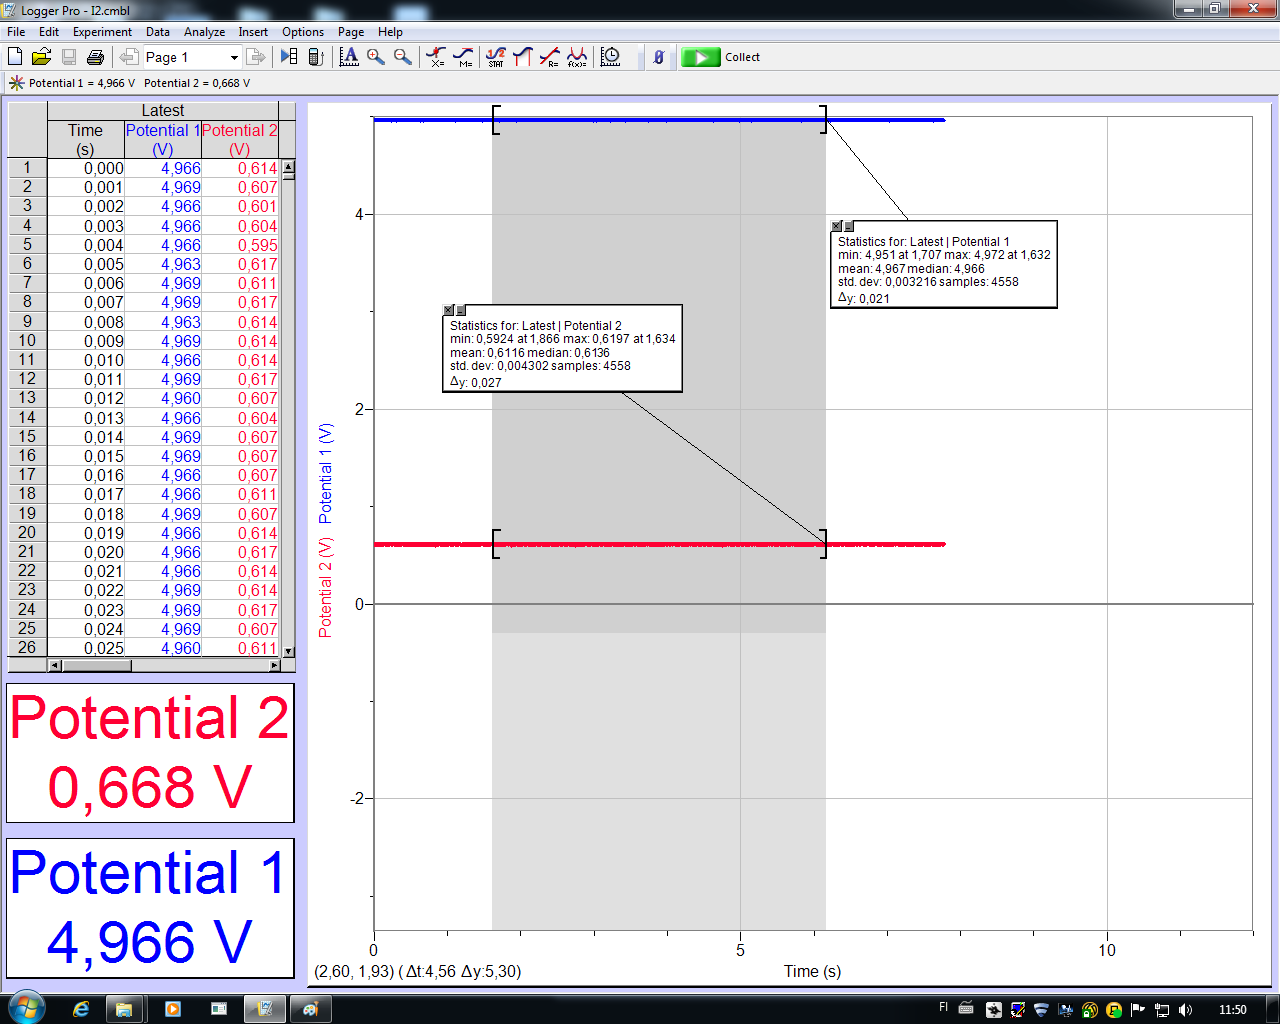 Logger Pro - I2.cmbl
File Edit Experiment Data Analyze Insert Options Page Help
Page 1
X= M= STAT R= f(x)= Collect
Potential 1 = 4,966 V Potential 2 = 0,668 V
Latest
Time Potential 1 Potential 2
(s) (V) (V)
1 0,000 4,966 0,614
2 0,001 4,969 0,607
3 0,002 4,966 0,601
4 0,003 4,966 0,604
5 0,004 4,966 0,595
6 0,005 4,963 0,617
7 0,006 4,969 0,611
8 0,007 4,969 0,617
9 0,008 4,963 0,614
10 0,009 4,969 0,614
11 0,010 4,966 0,614
12 0,011 4,969 0,617
13 0,012 4,960 0,607
14 0,013 4,966 0,604
15 0,014 4,969 0,607
16 0,015 4,969 0,607
17 0,016 4,966 0,607
18 0,017 4,966 0,611
19 0,018 4,969 0,607
20 0,019 4,966 0,614
21 0,020 4,966 0,617
22 0,021 4,966 0,614
23 0,022 4,969 0,614
24 0,023 4,969 0,617
25 0,024 4,969 0,607
26 0,025 4,960 0,611
Potential 2
0,668 V
Potential 1
4,966 V
Potential 2 (V) Potential 1 (V)
4
2
0
-2
Statistics for: Latest | Potential 1
min: 4,951 at 1,707 max: 4,972 at 1,632
mean: 4,967 median: 4,966
std. dev: 0,003216 samples: 4558
Δy: 0,021
Statistics for: Latest | Potential 2
min: 0,5924 at 1,866 max: 0,6197 at 1,634
mean: 0,6116 median: 0,6136
std. dev: 0,004302 samples: 4558
Δy: 0,027
0 5 10
(2,60, 1,93) (Δt:4,56 Δy:5,30) Time (s)
FI 11:50